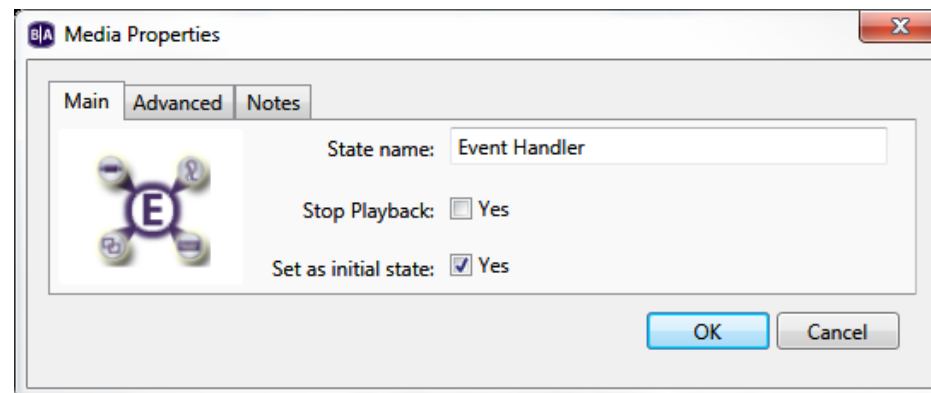 B|A Media Properties
Main Advanced Notes
State name: Event Handler
E
Stop Playback: Yes
Set as initial state: Yes
OK Cancel